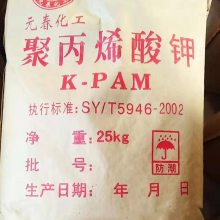 元春化工
聚丙烯酸钾
K-PAM
执行标准:SY/T5946-2002
净 重:25kg
批 号:
防潮
生产日期: 年 月 日